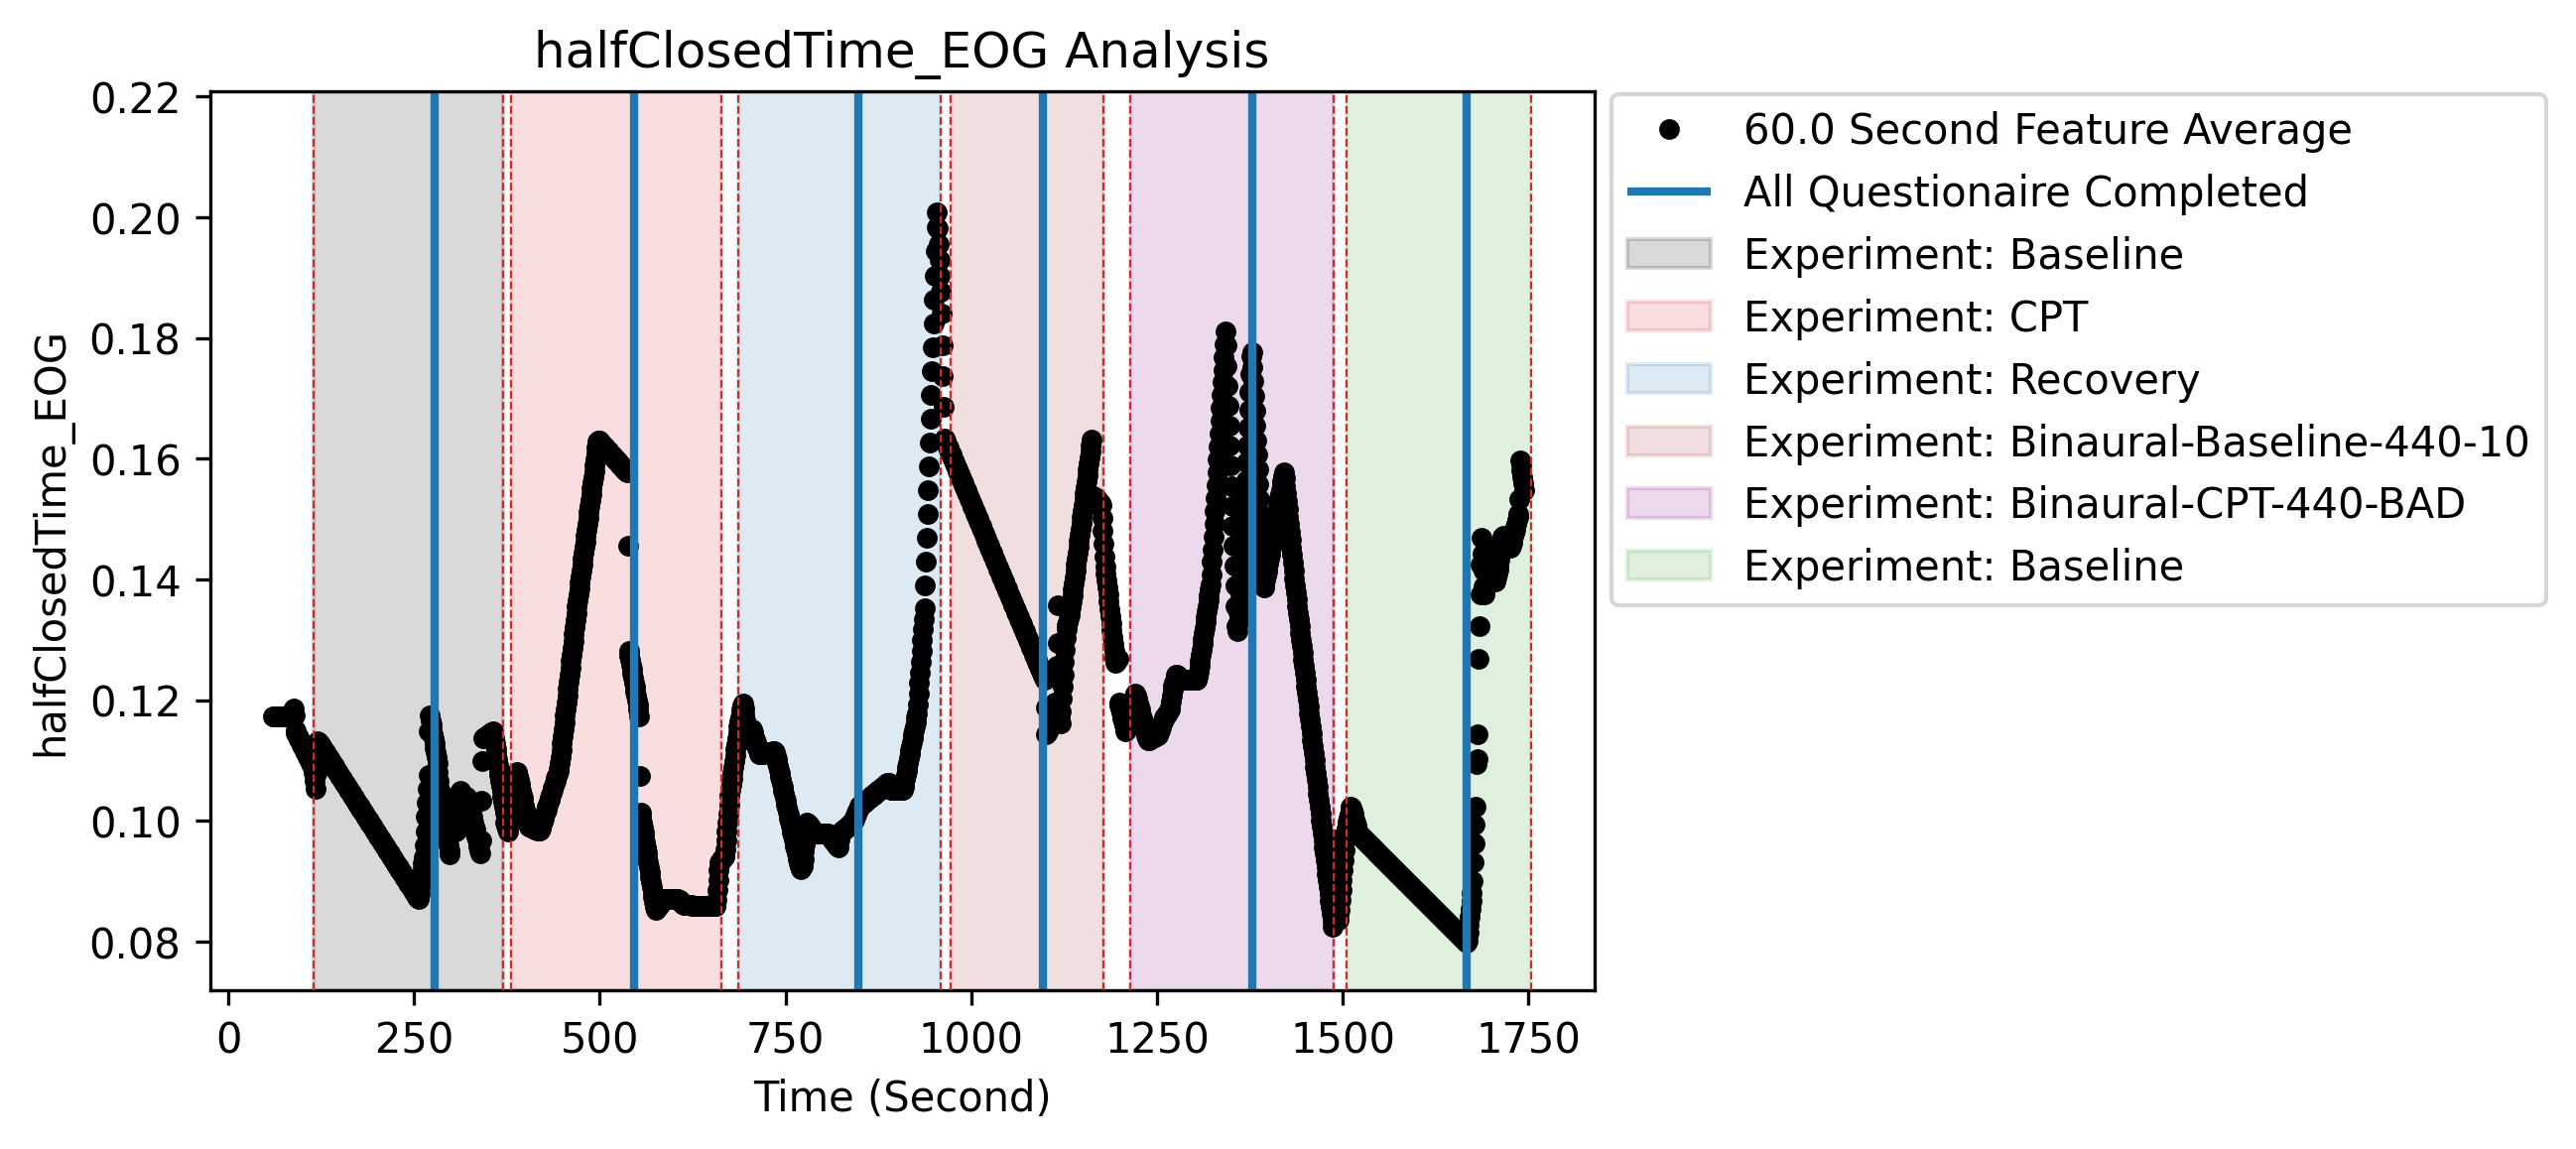 halfClosedTime_EOG Analysis
halfClosedTime_EOG
0.22
0.20
0.18
0.16
0.14
0.12
0.10
0.08
0
250
500
750
1000
1250
1500
1750
Time (Second)
60.0 Second Feature Average
All Questionaire Completed
Experiment: Baseline
Experiment: CPT
Experiment: Recovery
Experiment: Binaural-Baseline-440-10
Experiment: Binaural-CPT-440-BAD
Experiment: Baseline